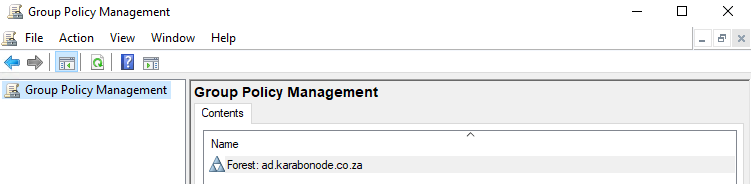 Group Policy Management
File Action View Window Help
Group Policy Management
Group Policy Management
Contents
Name
Forest: ad.karabonode.co.za